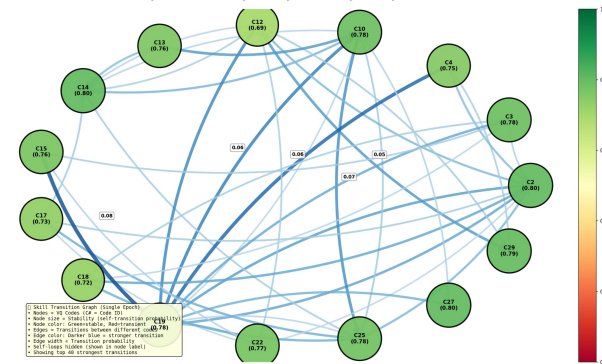 C12
(0.69)
C10
(0.78)
C13
(0.76)
C4
(0.75)
C14
(0.80)
C3
(0.78)
C15
(0.76)
0.06
0.06
0.05
0.07
C2
(0.80)
C17
(0.73)
0.08
C29
(0.79)
C18
(0.72)
C27
(0.80)
(0.78)
C25
(0.78)
C22
(0.77)
Skill Transition Graph (Single Epoch)
• Nodes = VQ Codes (C# = Code ID)
• Node size = Stability (self-transition probability)
• Node color: Green=stable, Red=transient
• Edges = Transitions between different codes
• Edge color: Darker blue = stronger transition
• Edge width = Transition probability
• Self-loops hidden (shown in node label)
• Showing top 40 strongest transitions